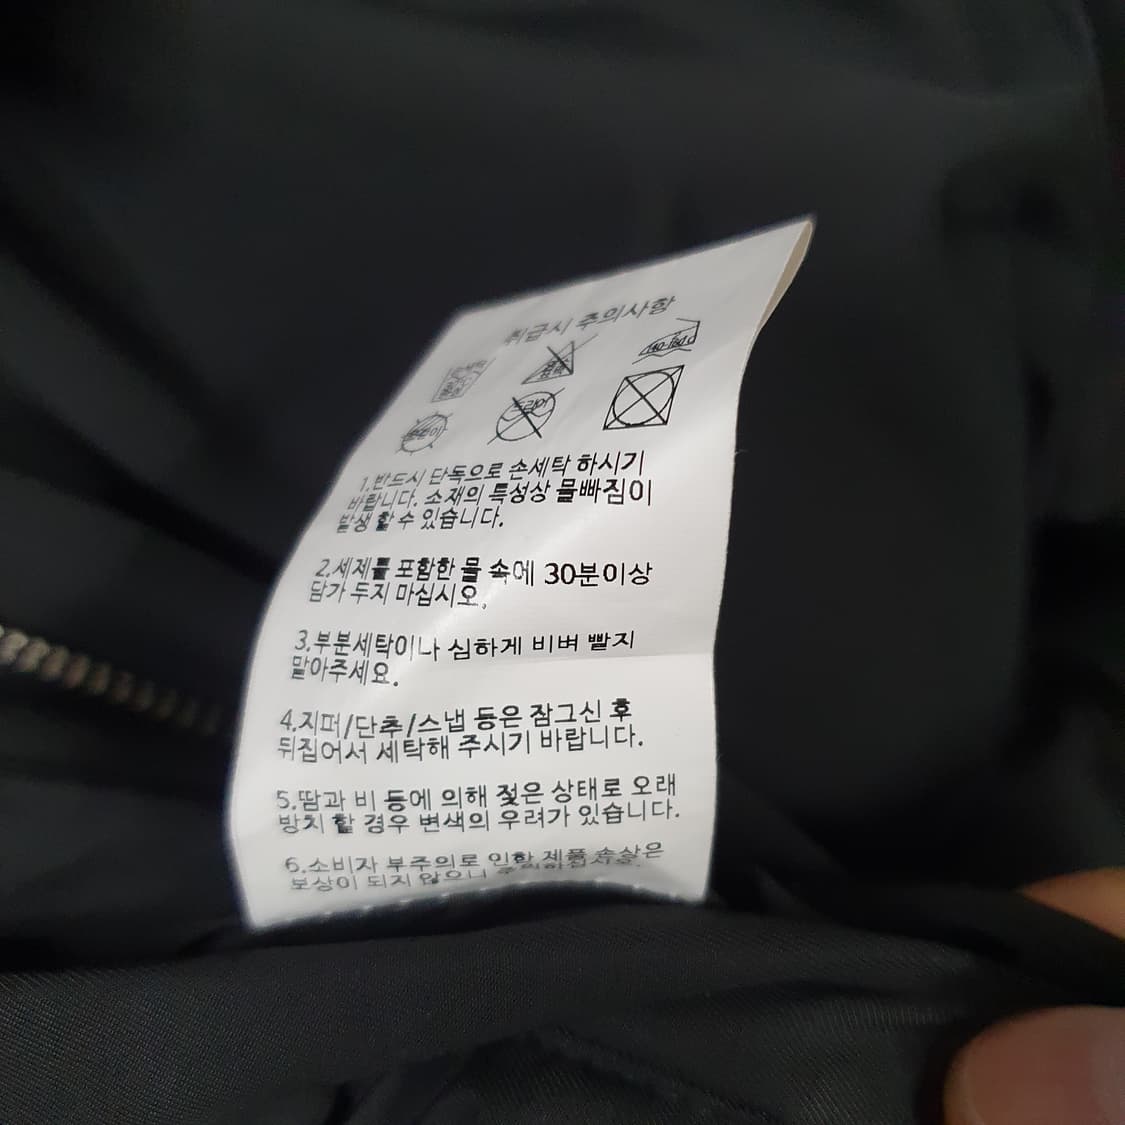 취급시 주의사항
드라이
1.반드시 단독으로 손세탁 하시기
바랍니다. 소재의 특성상 물빠짐이
발생 할 수 있습니다.
2.세제를 포함한 물 속에 30분이상
담가 두지 마십시오.
3.부분세탁이나 심하게 비벼 빨지
말아주세요.
4.지퍼/단추/스냅 등은 잠그신 후
뒤집어서 세탁해 주시기 바랍니다.
5.땀과 비 등에 의해 젖은 상태로 오래
방치 할 경우 변색의 우려가 있습니다.
6.소비자 부주의로 인한 제품 손상은
보상이 되지 않으니